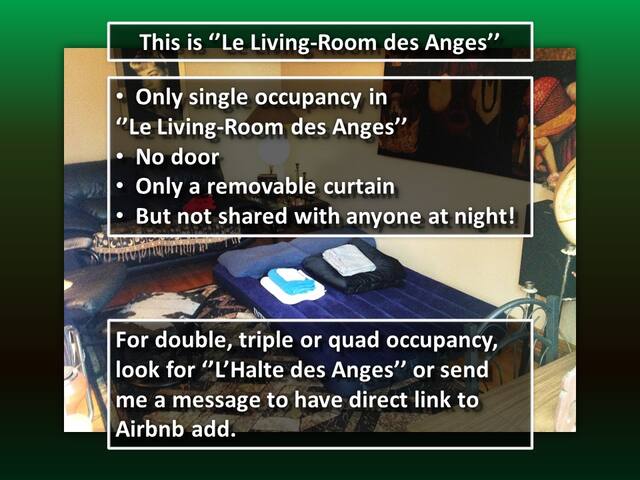 This is ‘’Le Living-Room des Anges’’
• Only single occupancy in
‘’Le Living-Room des Anges’’
• No door
• Only a removable curtain
• But not shared with anyone at night!
For double, triple or quad occupancy,
look for ‘’L’Halte des Anges’’ or send
me a message to have direct link to
Airbnb add.